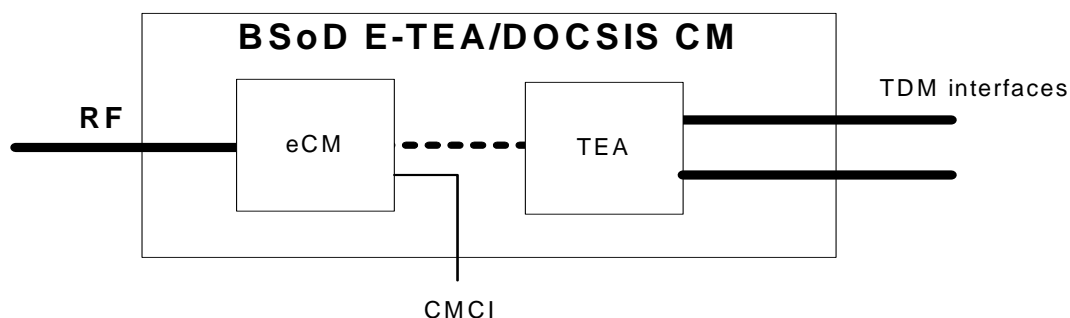 BSoD E-TEA/DOCSIS CM
TDM interfaces
RF
eCM
TEA
CMCI